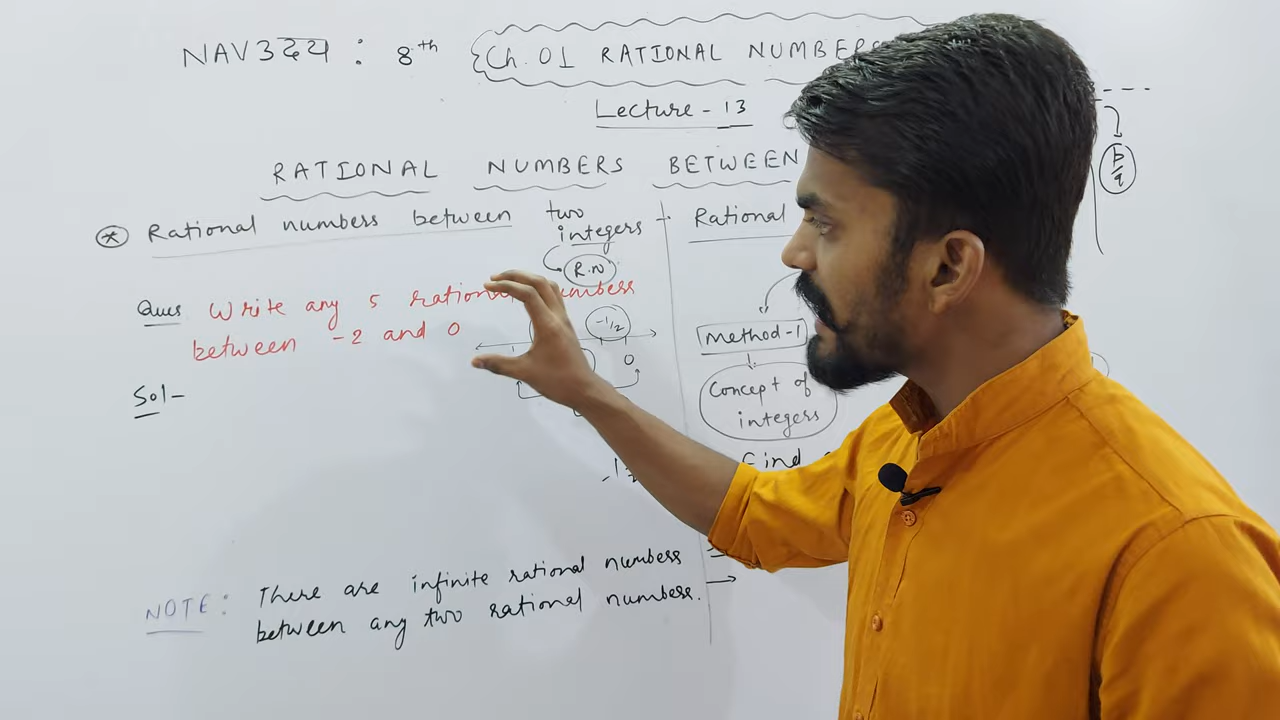 NAV3उदय : 8th
Ch. 01 RATIONAL NUMBERS
Lecture - 13
RATIONAL NUMBERS BETWEEN
* Rational numbers between two integers
R.N
Ques Write any 5 rational numbers
between -2 and 0
-1/2
0
Sol-
NOTE: There are infinite rational numbers
between any two rational numbers.
Rational
method-1
Concept of
integers
Find
p/q